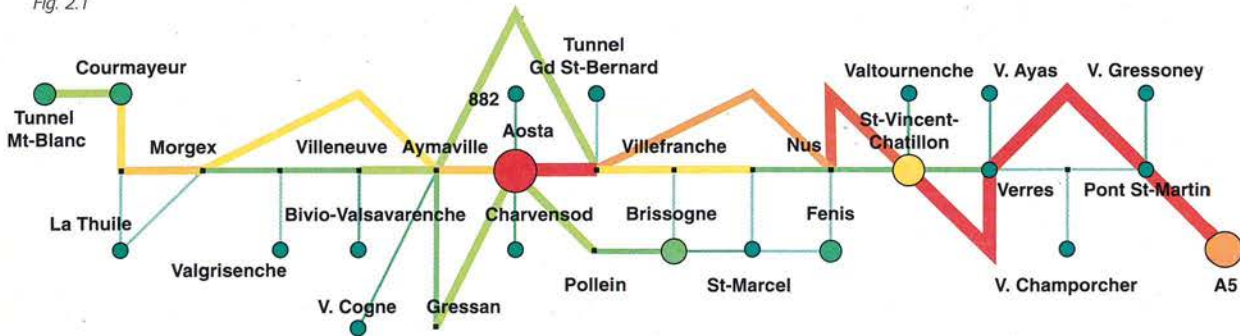 Fig. 2.1
Courmayeur
Tunnel
Mt-Blanc
Morgex
La Thuile
Valgrisenche
Villeneuve
Bivio-Valsavarenche
V. Cogne
Aymaville
Gressan
882
Aosta
Charvensod
Tunnel
Gd St-Bernard
Pollein
Villefranche
Brissogne
St-Marcel
Nus
Fenis
Valtournenche
St-Vincent-
Chatillon
V. Ayas
Verres
V. Champorcher
V. Gressoney
Pont St-Martin
A5